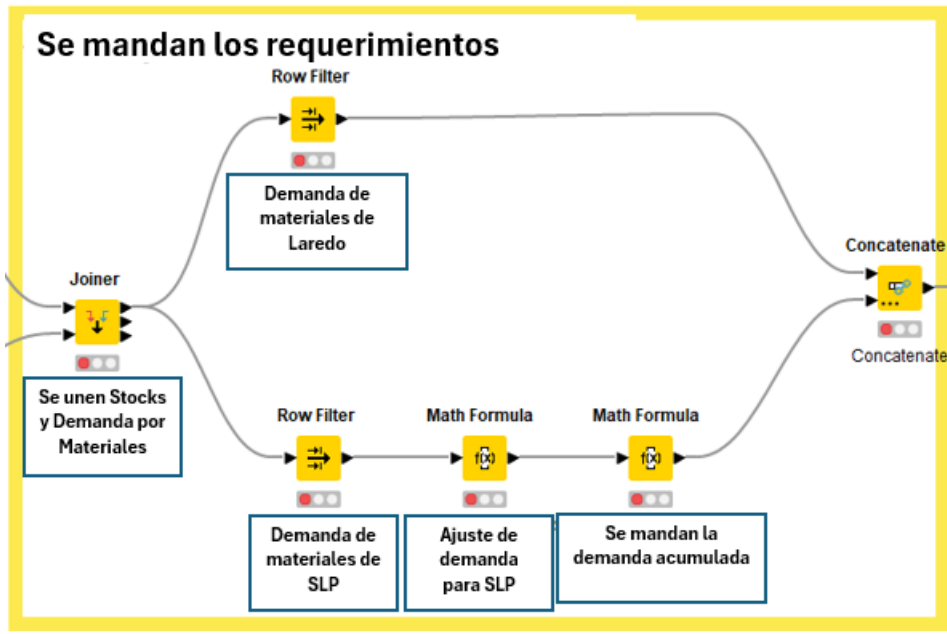 Se mandan los requerimientos
Row Filter
Demanda de
materiales de
Laredo
Joiner
Se unen Stocks
y Demanda por
Materiales
Concatenate
Concatenate
Row Filter
Demanda de
materiales de
SLP
Math Formula
f(x)
Ajuste de
demanda
para SLP
Math Formula
f(x)
Se mandan la
demanda acumulada